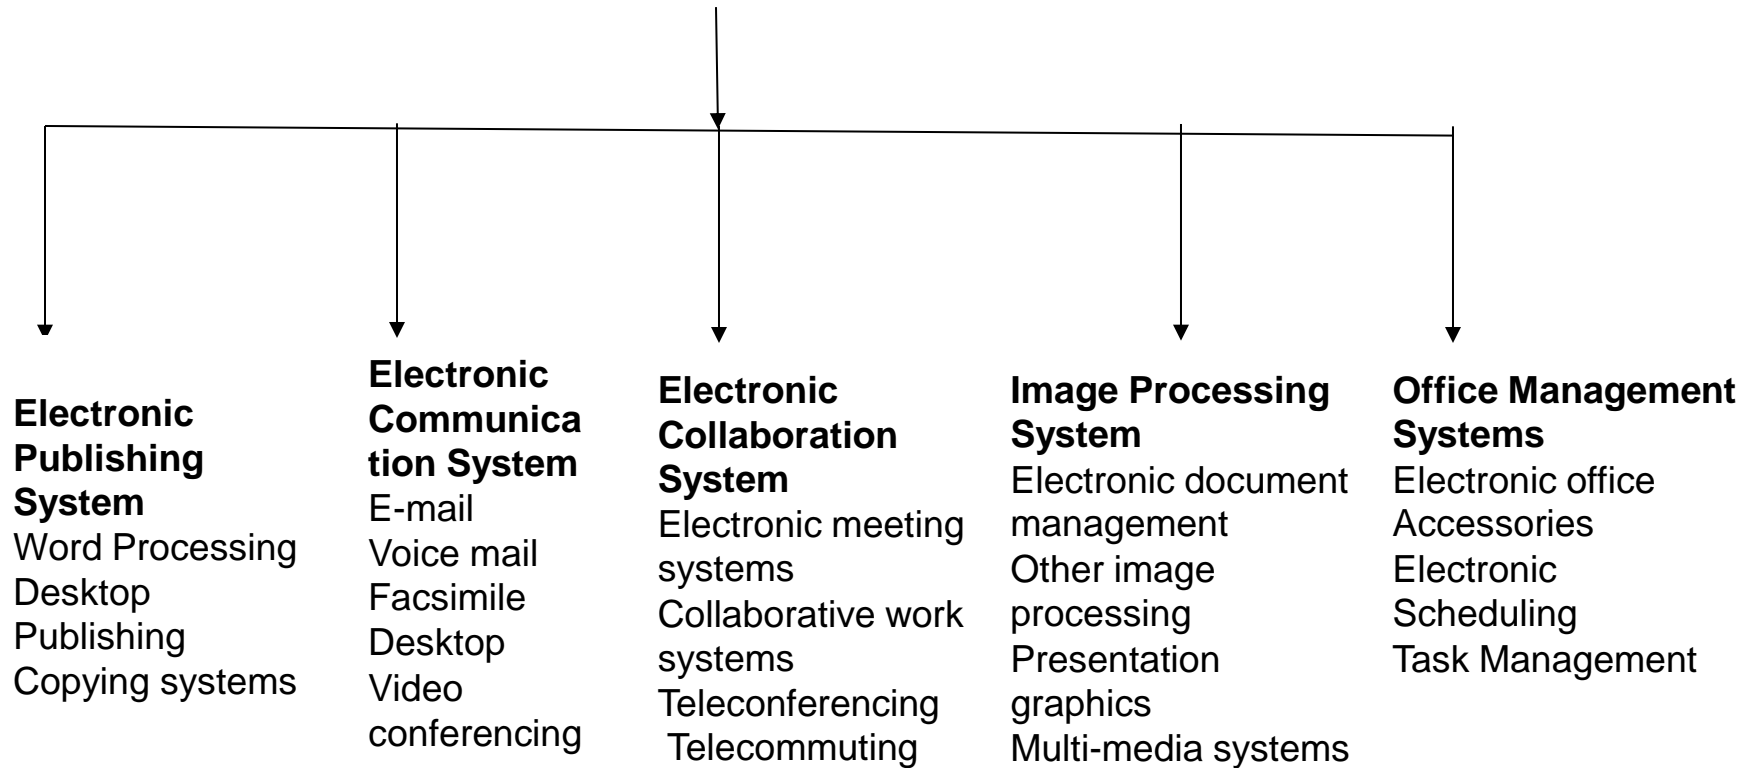 Electronic
Publishing
System
Word Processing
Desktop
Publishing
Copying systems
Electronic
Communica
tion System
E-mail
Voice mail
Facsimile
Desktop
Video
conferencing
Electronic
Collaboration
System
Electronic meeting
systems
Collaborative work
systems
Teleconferencing
Telecommuting
Image Processing
System
Electronic document
management
Other image
processing
Presentation
graphics
Multi-media systems
Office Management
Systems
Electronic office
Accessories
Electronic
Scheduling
Task Management